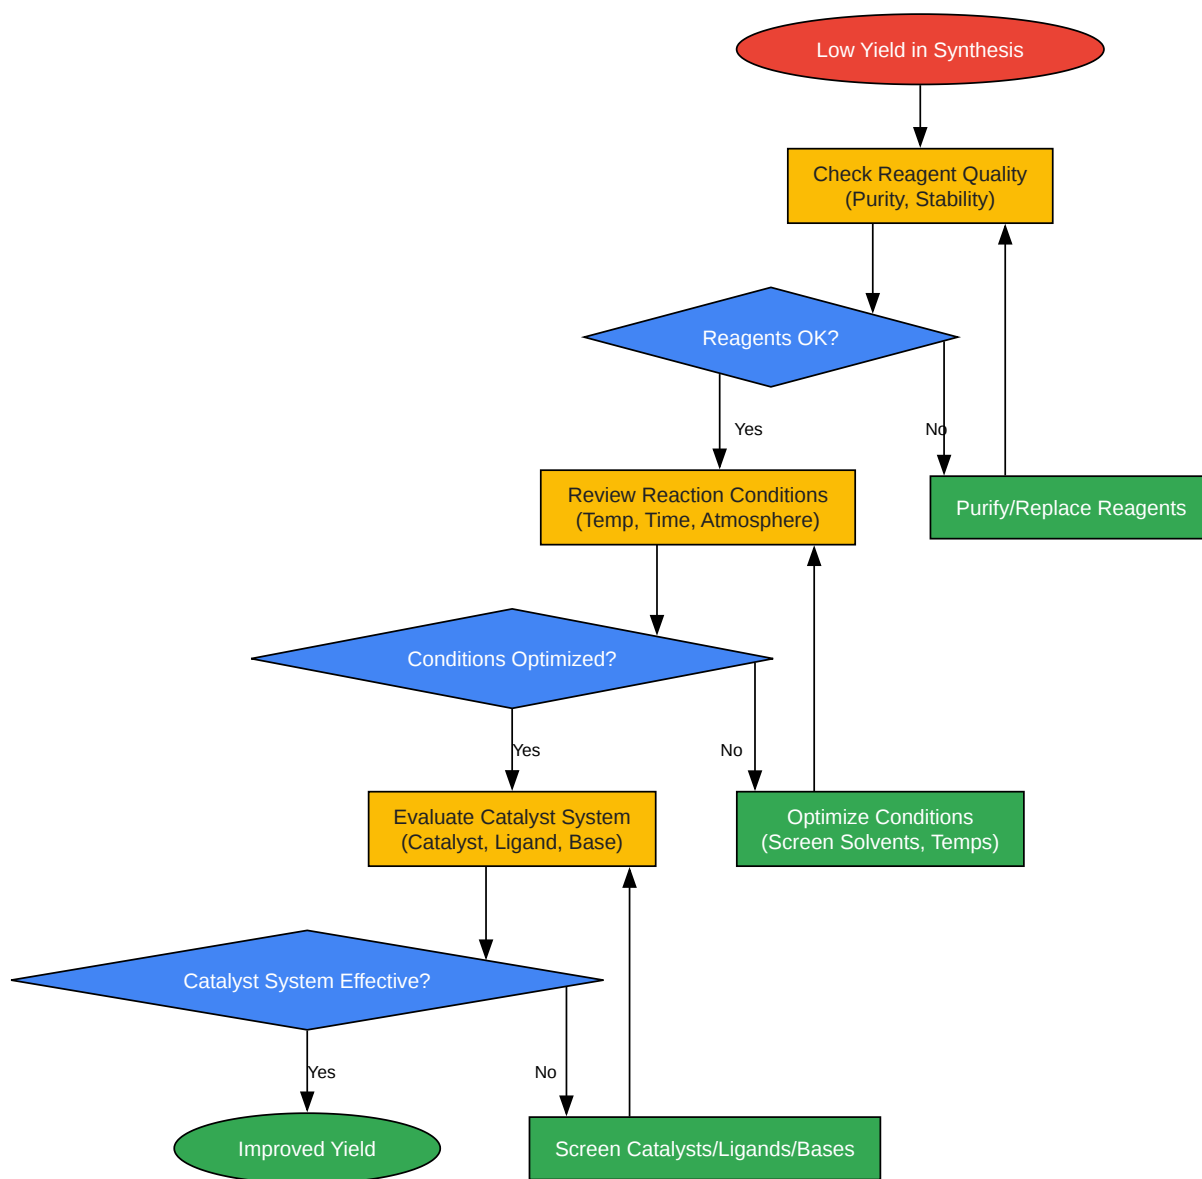 Low Yield in Synthesis
Check Reagent Quality
(Purity, Stability)
Reagents OK?
Yes
No
Review Reaction Conditions
(Temp, Time, Atmosphere)
Purify/Replace Reagents
Conditions Optimized?
Yes
No
Evaluate Catalyst System
(Catalyst, Ligand, Base)
Optimize Conditions
(Screen Solvents, Temps)
Catalyst System Effective?
Yes
No
Improved Yield
Screen Catalysts/Ligands/Bases